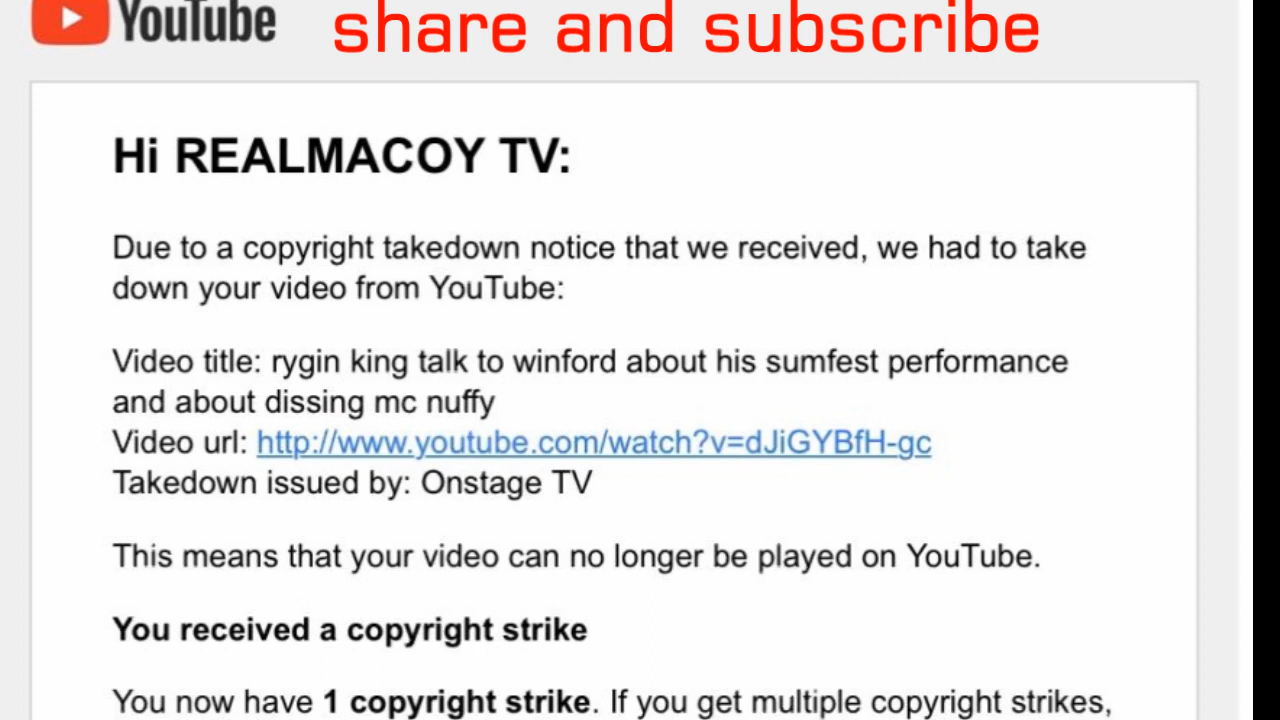 YouTube share and subscribe
Hi REALMACOY TV:
Due to a copyright takedown notice that we received, we had to take
down your video from YouTube:
Video title: rygin king talk to winford about his sumfest performance
and about dissing mc nuffy
Video url: http://www.youtube.com/watch?v=dJiGYBfH-gc
Takedown issued by: Onstage TV
This means that your video can no longer be played on YouTube.
You received a copyright strike
You now have 1 copyright strike. If you get multiple copyright strikes,